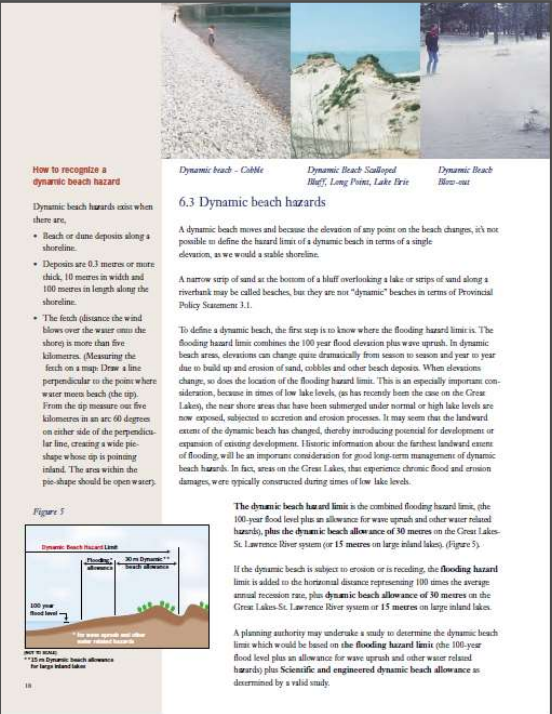 Dynamic beach - Cobble
Dynamic Beach Scalloped
Bluff, Long Point, Lake Erie
Dynamic Beach
Blow-out
How to recognize a
dynamic beach hazard
Dynamic beach hazards exist when
there are,
• Beach or dune deposits along a
shoreline.
• Deposits are 0.3 metres or more
thick, 10 metres in width and
100 metres in length along the
shoreline.
• The fetch (distance the wind
blows over the water onto the
shore) is more than five
kilometres. (Measuring the
fetch on a map: Draw a line
perpendicular to the point where
water meets beach (the tip).
From the tip measure out five
kilometres in an arc 60 degrees
on either side of the perpendicu-
lar line, creating a wide pie-
shape whose tip is pointing
inland. The area within the
pie-shape should be open water).
6.3 Dynamic beach hazards
A dynamic beach moves and because the elevation of any point on the beach changes, it's not
possible to define the hazard limit of a dynamic beach in terms of a single
elevation, as we would a stable shoreline.
A narrow strip of sand at the bottom of a bluff overlooking a lake or strips of sand along a
riverbank may be called beaches, but they are not "dynamic" beaches in terms of Provincial
Policy Statement 3.1.
To define a dynamic beach, the first step is to know where the flooding hazard limit is. The
flooding hazard limit combines the 100 year flood elevation plus wave uprush. In dynamic
beach areas, elevations can change quite dramatically from season to season and year to year
due to build up and erosion of sand, cobbles and other beach deposits. When elevations
change, so does the location of the flooding hazard limit. This is an especially important con-
sideration, because in times of low lake levels, (as has recently been the case on the Great
Lakes), the near shore areas that have been submerged under normal or high lake levels are
now exposed, subjected to accretion and erosion processes. It may seem that the landward
extent of the dynamic beach has changed, thereby introducing potential for development or
expansion of existing development. Historic information about the farthest landward extent
of flooding, will be an important consideration for good long-term management of dynamic
beach hazards. In fact, areas on the Great Lakes, that experience chronic flood and erosion
damages, were typically constructed during times of low lake levels.
The dynamic beach hazard limit is the combined flooding hazard limit, (the
100-year flood level plus an allowance for wave uprush and other water related
hazards), plus the dynamic beach allowance of 30 metres on the Great Lakes-
St. Lawrence River system (or 15 metres on large inland lakes). (Figure 5).
If the dynamic beach is subject to erosion or is receding, the flooding hazard
limit is added to the horizontal distance representing 100 times the average
annual recession rate, plus dynamic beach allowance of 30 metres on the
Great Lakes-St. Lawrence River system or 15 metres on large inland lakes.
A planning authority may undertake a study to determine the dynamic beach
limit which would be based on the flooding hazard limit (the 100-year
flood level plus an allowance for wave uprush and other water related
hazards) plus Scientific and engineered dynamic beach allowance as
determined by a valid study.
Figure 5
Dynamic Beach Hazard Limit
Flooding*
allowance
30 m Dynamic**
beach allowance
100 year
flood level
* for wave uprush and other
water related hazards
(NOT TO SCALE)
**15 m Dynamic beach allowance
for large inland lakes
18